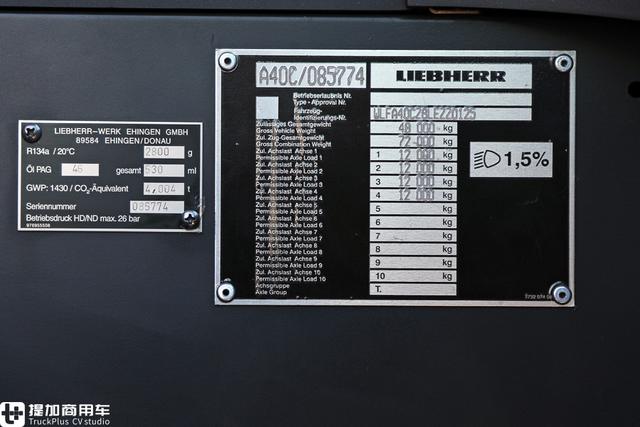 LIEBHERR-WERK EHINGEN GMBH
89584 EHINGEN/DONAU
R134a / 20°C 2800 g
Öl PAG 46 gesamt 530 ml
GWP: 1430 / CO₂-Äquivalent 4,004 t
Seriennummer 085774
Betriebsdruck HD/ND max. 26 bar
976955508
A40C/085774 LIEBHERR
Betriebserlaubnis Nr.
Type - Approval Nr.
Fahrzeug-
Identifizierungs-Nr. WLFA40C28LEZZ0125
Zulässiges Gesamtgewicht
Gross Vehicle Weight 48 000 kg
Zul. Zug-Gesamtgewicht
Gross Combination Weight 72 000 kg
Zul. Achslast Achse 1
Permissible Axle Load 1 1 12 000 kg
Zul. Achslast Achse 2
Permissible Axle Load 2 2 12 000 kg
Zul. Achslast Achse 3
Permissible Axle Load 3 3 12 000 kg
Zul. Achslast Achse 4
Permissible Axle Load 4 4 12 000 kg
Zul. Achslast Achse 5
Permissible Axle Load 5 5 kg
Zul. Achslast Achse 6
Permissible Axle Load 6 6 kg
Zul. Achslast Achse 7
Permissible Axle Load 7 7 kg
Zul. Achslast Achse 8
Permissible Axle Load 8 8 kg
Zul. Achslast Achse 9
Permissible Axle Load 9 9 kg
Zul. Achslast Achse 10
Permissible Axle Load 10 10 kg
Achsgruppe
Axle Group T.
1,5%
提加商用车
TruckPlus CVstudio